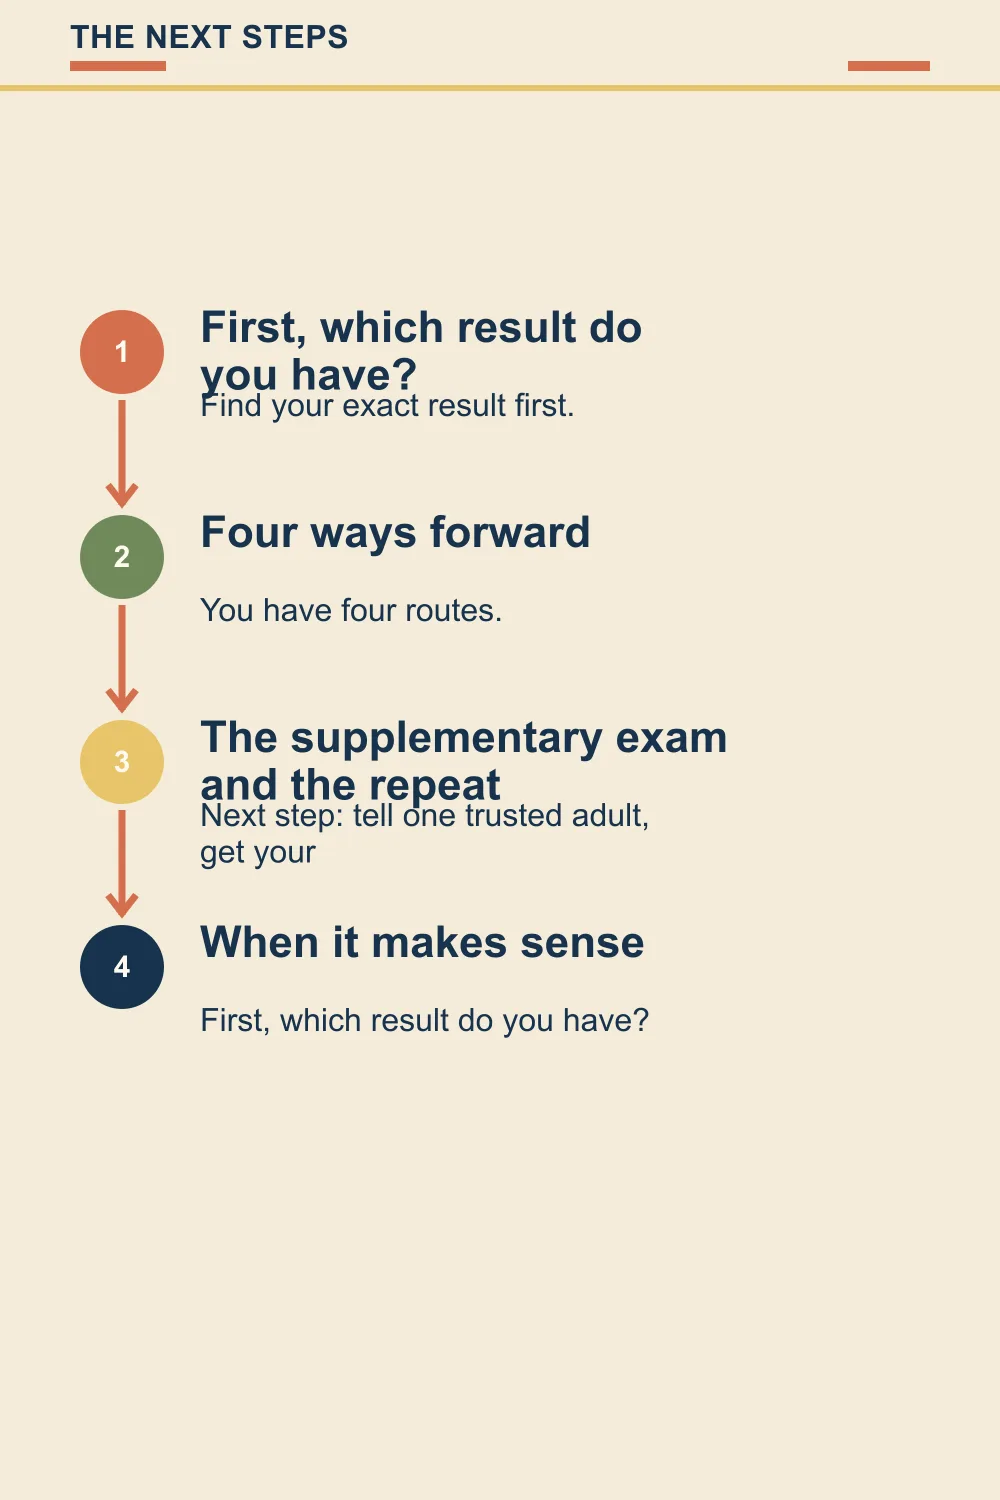 THE NEXT STEPS
1
First, which result do
you have?
Find your exact result first.
2
Four ways forward
You have four routes.
3
The supplementary exam
and the repeat
Next step: tell one trusted adult,
get your
4
When it makes sense
First, which result do you have?